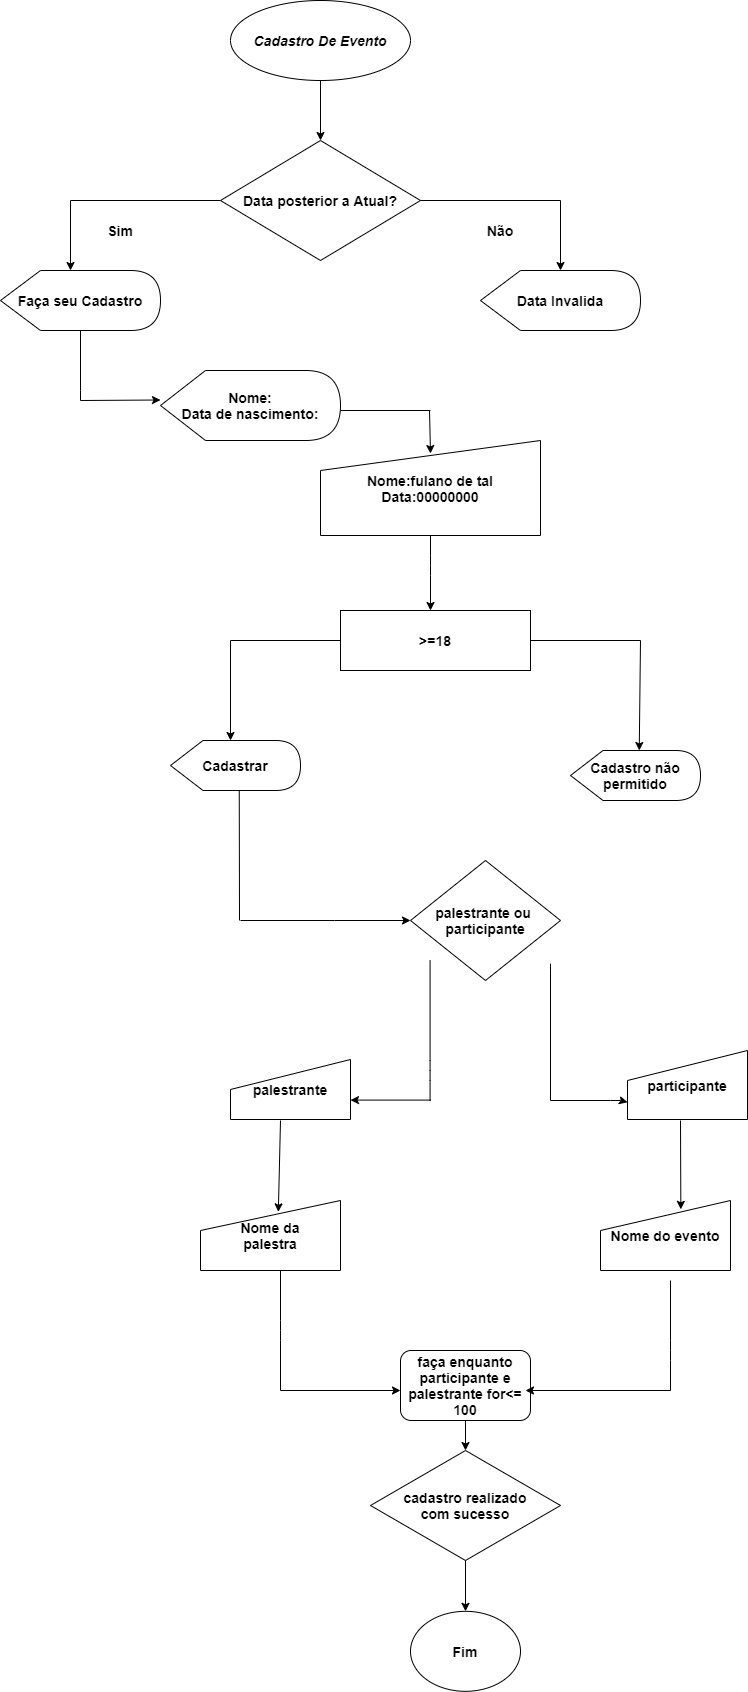 Cadastro De Evento
Data posterior a Atual?
Sim
Não
Faça seu Cadastro
Data Invalida
Nome:
Data de nascimento:
Nome:fulano de tal
Data:00000000
>=18
Cadastrar
Cadastro não
permitido
palestrante ou
participante
palestrante
participante
Nome da
palestra
Nome do evento
faça enquanto
participante e
palestrante for<=
100
cadastro realizado
com sucesso
Fim